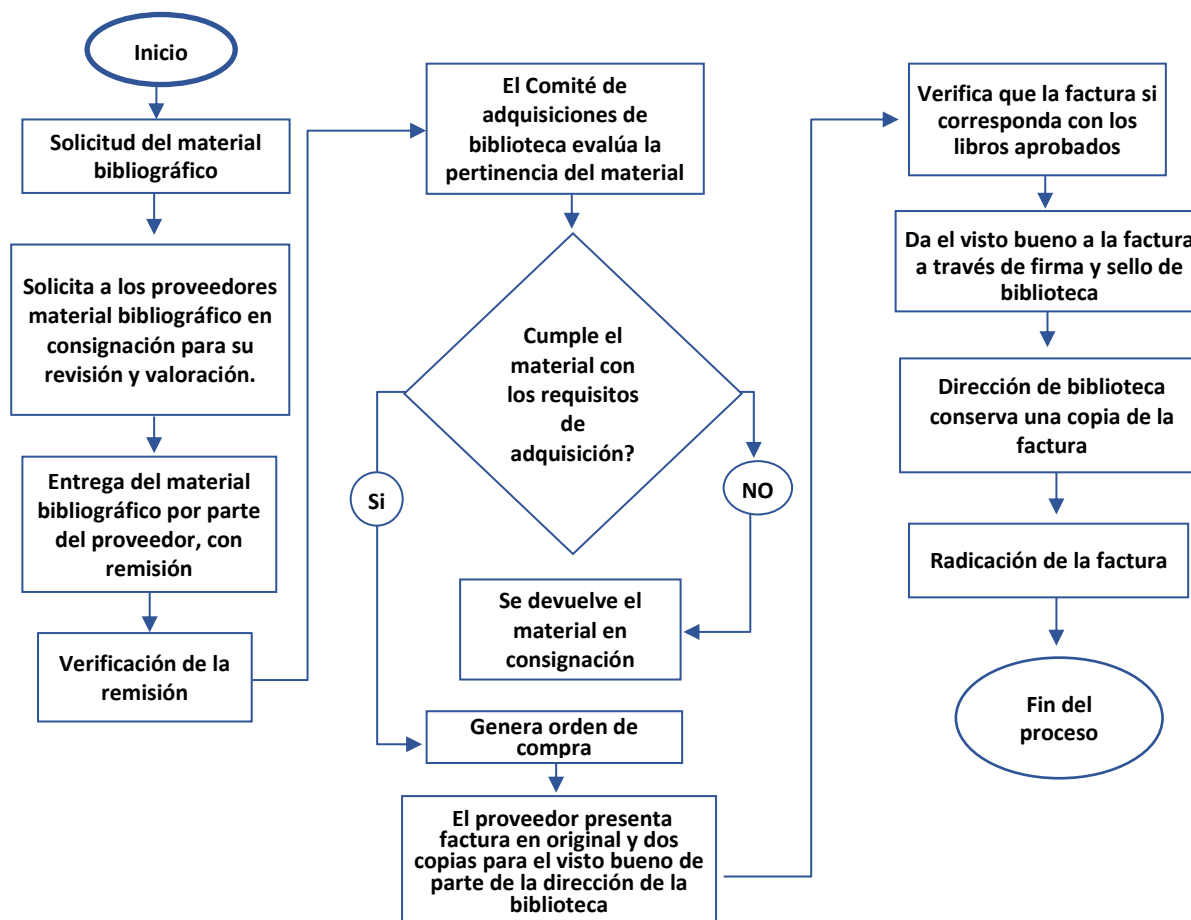 Inicio
Solicitud del material
bibliográfico
Solicita a los proveedores
material bibliográfico en
consignación para su
revisión y valoración.
Entrega del material
bibliográfico por parte
del proveedor, con
remisión
Verificación de la
remisión
El Comité de
adquisiciones de
biblioteca evalúa la
pertinencia del material
Cumple el
material con
los requisitos
de
adquisición?
Si
NO
Se devuelve el
material en
consignación
Genera orden de
compra
El proveedor presenta
factura en original y dos
copias para el visto bueno de
parte de la dirección de la
biblioteca
Verifica que la factura si
corresponda con los
libros aprobados
Da el visto bueno a la factura
a través de firma y sello de
biblioteca
Dirección de biblioteca
conserva una copia de la
factura
Radicación de la factura
Fin del
proceso